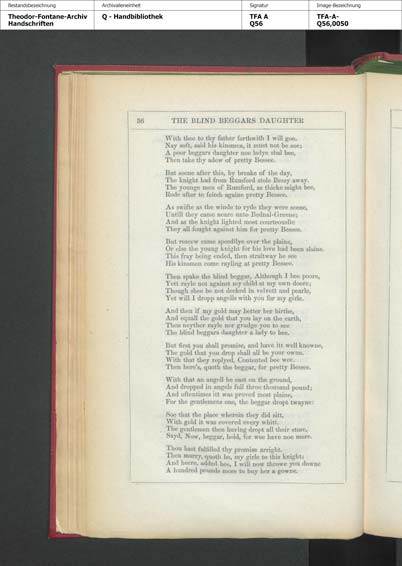 Bestandsbezeichnung
Archivalieneinheit
Signatur
Image-Bezeichnung
Theodor-Fontane-Archiv
Handschriften
Q - Handbibliothek
TFA A
Q56
TFA-A-
Q56,0050
36 THE BLIND BEGGARS DAUGHTER
With thee to thy father forthwith I will goe.
Nay soft, said his kinsmen, it must not be soe;
A poor beggars daughter noe ladye shal bee,
Then take thy adew of pretty Bessee.
But soone after this, by breake of the day,
The knight had from Rumford stole Bessy away.
The younge men of Rumford, as thicke might bee,
Rode after to feitch againe pretty Bessee.
As swifte as the winde to ryde they were seene,
Untill they came neare unto Bednal-Greene;
And as the knight lighted most courteouslie
They all fought against him for pretty Bessee.
But rescew came speedilye over the plaine,
Or else the young knight for his love had been slaine.
This fray being ended, then straitway he see
His kinsmen come rayling at pretty Bessee.
Then spake the blind beggar, Although I bee poore,
Yett rayle not against my child at my own doore;
Though shee be not decked in velvett and pearle,
Yet will I dropp angells with you for my girle.
And then if my gold may better her birthe,
And equall the gold that you lay on the earth,
Then neyther rayle nor grudge you to see
The blind beggars daughter a lady to bee.
But first you shall promise, and have itt well knowne,
The gold that you drop shall all be your owne.
With that they replyed, Contented bee wee.
Then here's, quoth the beggar, for pretty Bessee.
With that an angell he cast on the ground,
And dropped in angels full three thousand pound;
And oftentimes itt was proved most plaine,
For the gentlemens one, the beggar dropt twayne:
Soe that the place wherein they did sitt,
With gold it was covered every whitt.
The gentlemen then having dropt all their store,
Sayd, Now, beggar, hold, for wee have noe more.
Thou hast fulfilled thy promise arright.
Then marry, quoth he, my girle to this knight;
And heere, added hee, I will now throwe you downe
A hundred pounds more to buy her a gowne.